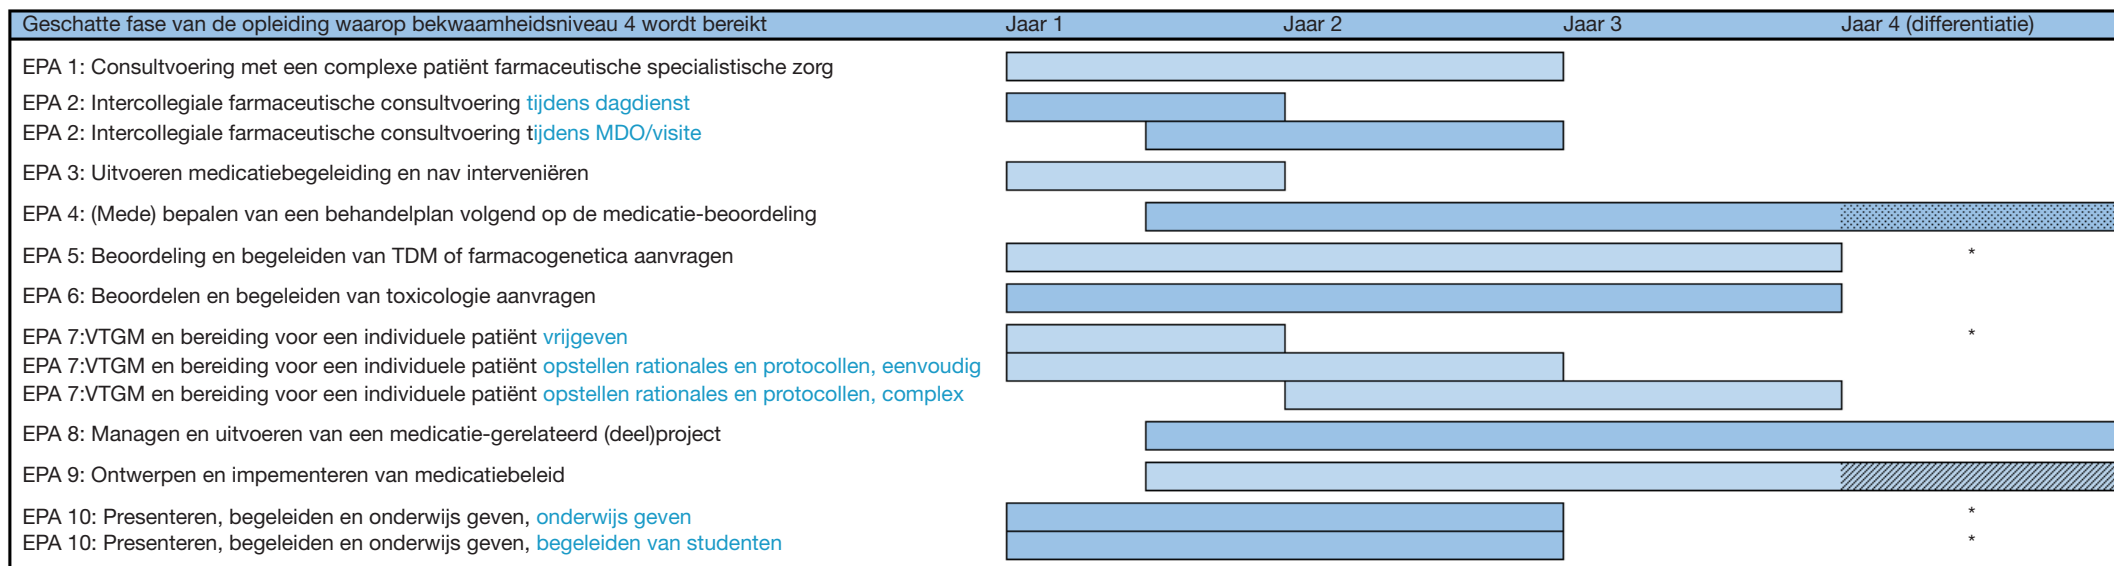 Geschatte fase van de opleiding waarop bekwaamheidsniveau 4 wordt bereikt Jaar 1 Jaar 2 Jaar 3 Jaar 4 (differentiatie)
EPA 1: Consultvoering met een complexe patiënt farmaceutische specialistische zorg
EPA 2: Intercollegiale farmaceutische consultvoering tijdens dagdienst
EPA 2: Intercollegiale farmaceutische consultvoering tijdens MDO/visite
EPA 3: Uitvoeren medicatiebegeleiding en nav interveniëren
EPA 4: (Mede) bepalen van een behandelplan volgend op de medicatie-beoordeling
EPA 5: Beoordeling en begeleiden van TDM of farmacogenetica aanvragen *
EPA 6: Beoordelen en begeleiden van toxicologie aanvragen
EPA 7:VTGM en bereiding voor een individuele patiënt vrijgeven *
EPA 7:VTGM en bereiding voor een individuele patiënt opstellen rationales en protocollen, eenvoudig
EPA 7:VTGM en bereiding voor een individuele patiënt opstellen rationales en protocollen, complex
EPA 8: Managen en uitvoeren van een medicatie-gerelateerd (deel)project
EPA 9: Ontwerpen en impementeren van medicatiebeleid
EPA 10: Presenteren, begeleiden en onderwijs geven, onderwijs geven *
EPA 10: Presenteren, begeleiden en onderwijs geven, begeleiden van studenten *